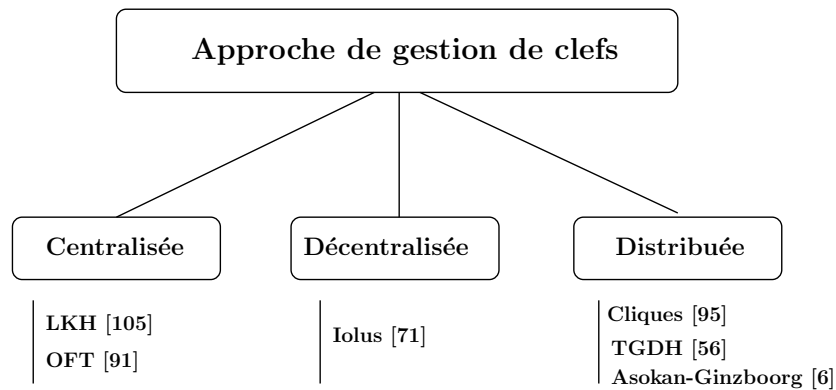 Approche de gestion de clefs
Centralisée
Décentralisée
Distribuée
LKH [105]
OFT [91]
Iolus [71]
Cliques [95]
TGDH [56]
Asokan-Ginzboorg [6]